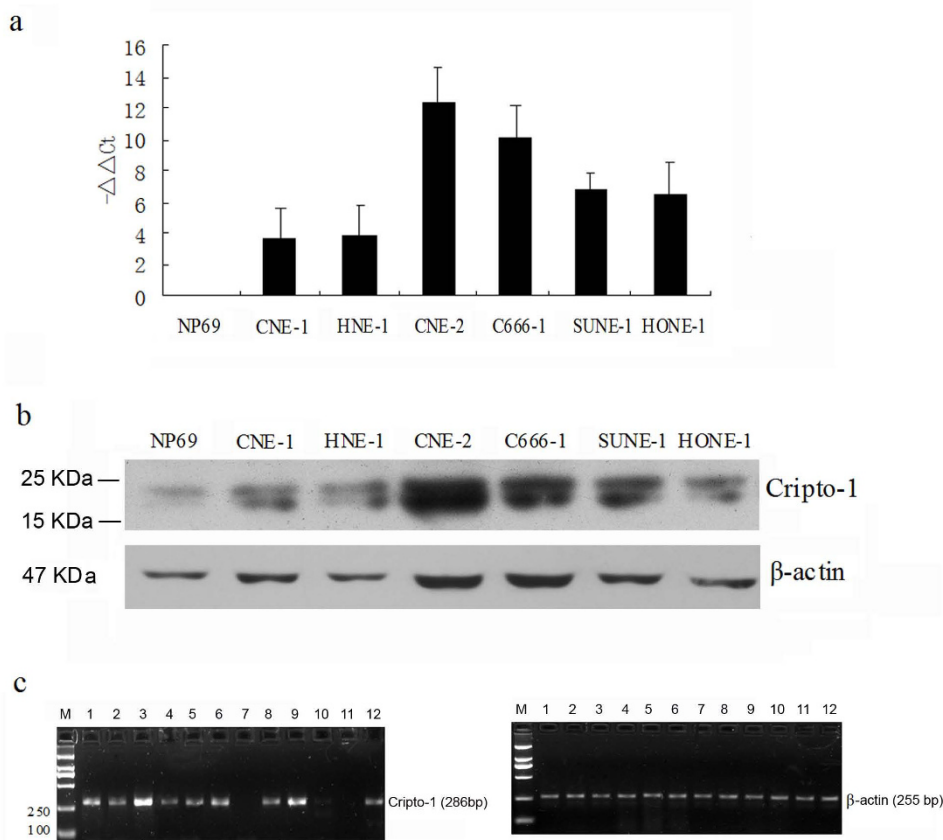 a
16
14
12
10
8
6
4
2
0
-△△Ct
NP69 CNE-1 HNE-1 CNE-2 C666-1 SUNE-1 HONE-1
b
NP69 CNE-1 HNE-1 CNE-2 C666-1 SUNE-1 HONE-1
25 KDa
Cripto-1
15 KDa
47 KDa
β-actin
c
M 1 2 3 4 5 6 7 8 9 10 11 12
250
100
Cripto-1 (286bp)
M 1 2 3 4 5 6 7 8 9 10 11 12
β-actin (255 bp)